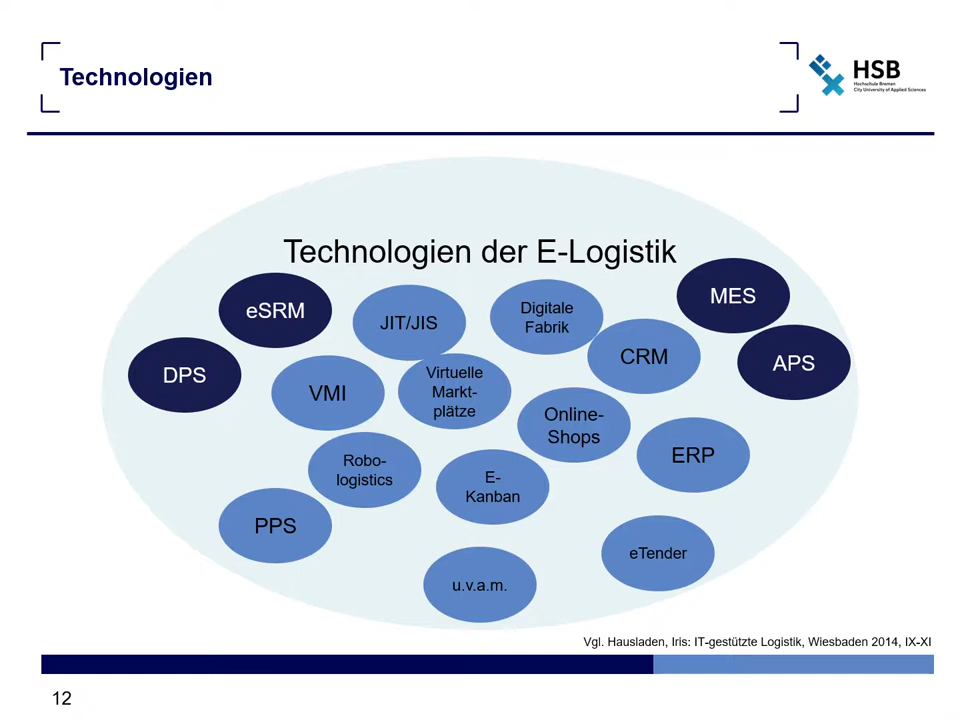 Technologien
HSB
Hochschule Bremen
City University of Applied Sciences
Technologien der E-Logistik
eSRM
JIT/JIS
Digitale
Fabrik
MES
DPS
VMI
Virtuelle
Markt-
plätze
CRM
APS
Online-
Shops
Robo-
logistics
E-
Kanban
ERP
PPS
eTender
u.v.a.m.
Vgl. Hausladen, Iris: IT-gestützte Logistik, Wiesbaden 2014, IX-XI
12